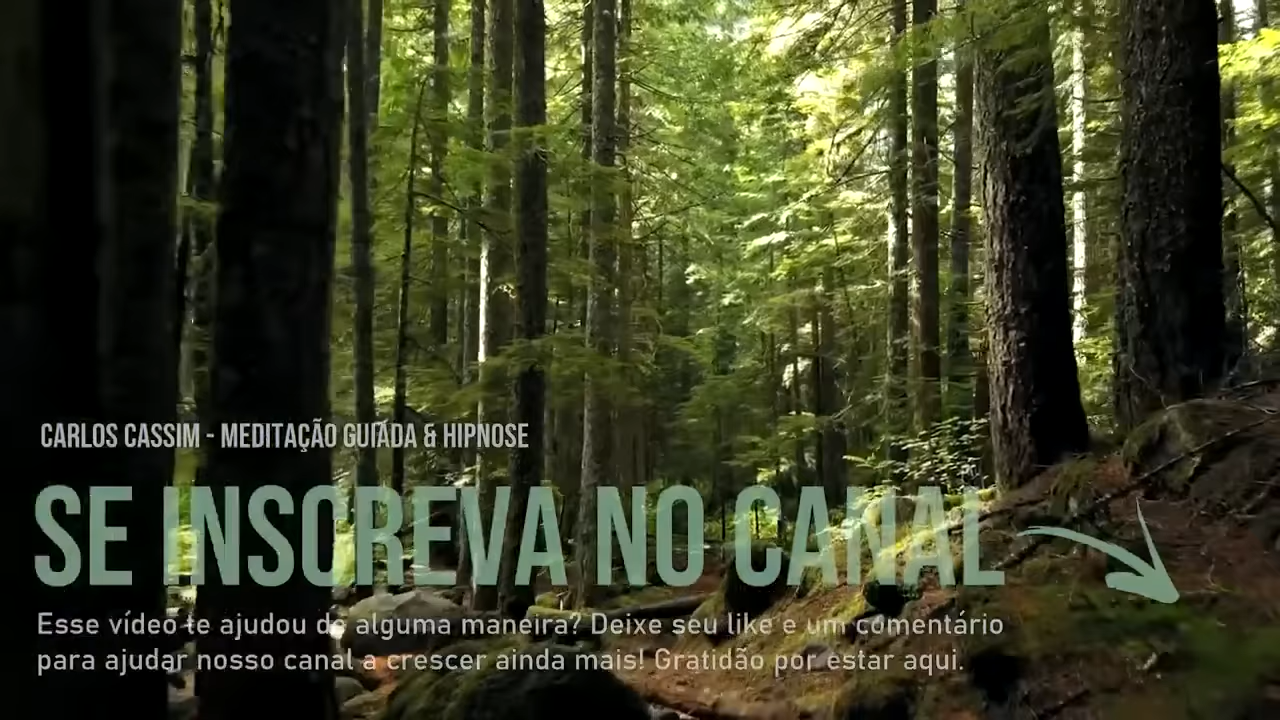 CARLOS CASSIM - MEDITAÇÃO GUIADA & HIPNOSE
SE INSCREVA NO CANAL
Esse vídeo te ajudou de alguma maneira? Deixe seu like e um comentário
para ajudar nosso canal a crescer ainda mais! Gratidão por estar aqui.